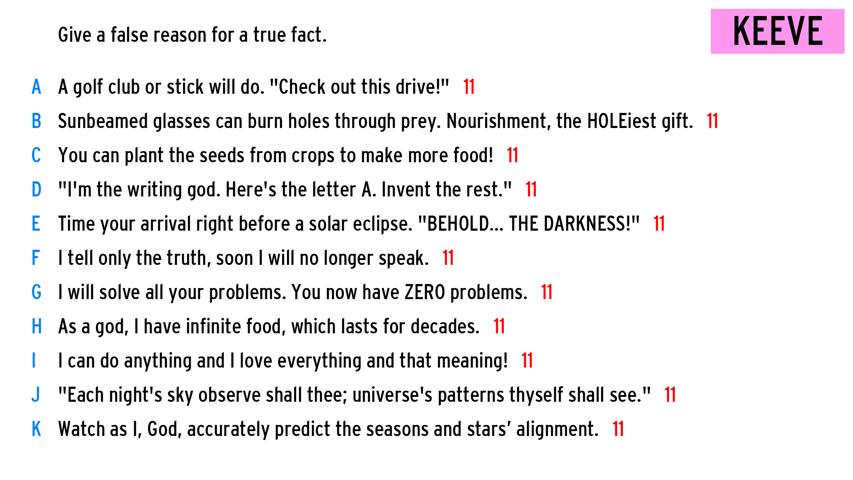 KEEVE
Give a false reason for a true fact.
A A golf club or stick will do. "Check out this drive!" 11
B Sunbeamed glasses can burn holes through prey. Nourishment, the HOLEiest gift. 11
C You can plant the seeds from crops to make more food! 11
D "I'm the writing god. Here's the letter A. Invent the rest." 11
E Time your arrival right before a solar eclipse. "BEHOLD... THE DARKNESS!" 11
F I tell only the truth, soon I will no longer speak. 11
G I will solve all your problems. You now have ZERO problems. 11
H As a god, I have infinite food, which lasts for decades. 11
I I can do anything and I love everything and that meaning! 11
J "Each night's sky observe shall thee; universe's patterns thyself shall see." 11
K Watch as I, God, accurately predict the seasons and stars’ alignment. 11